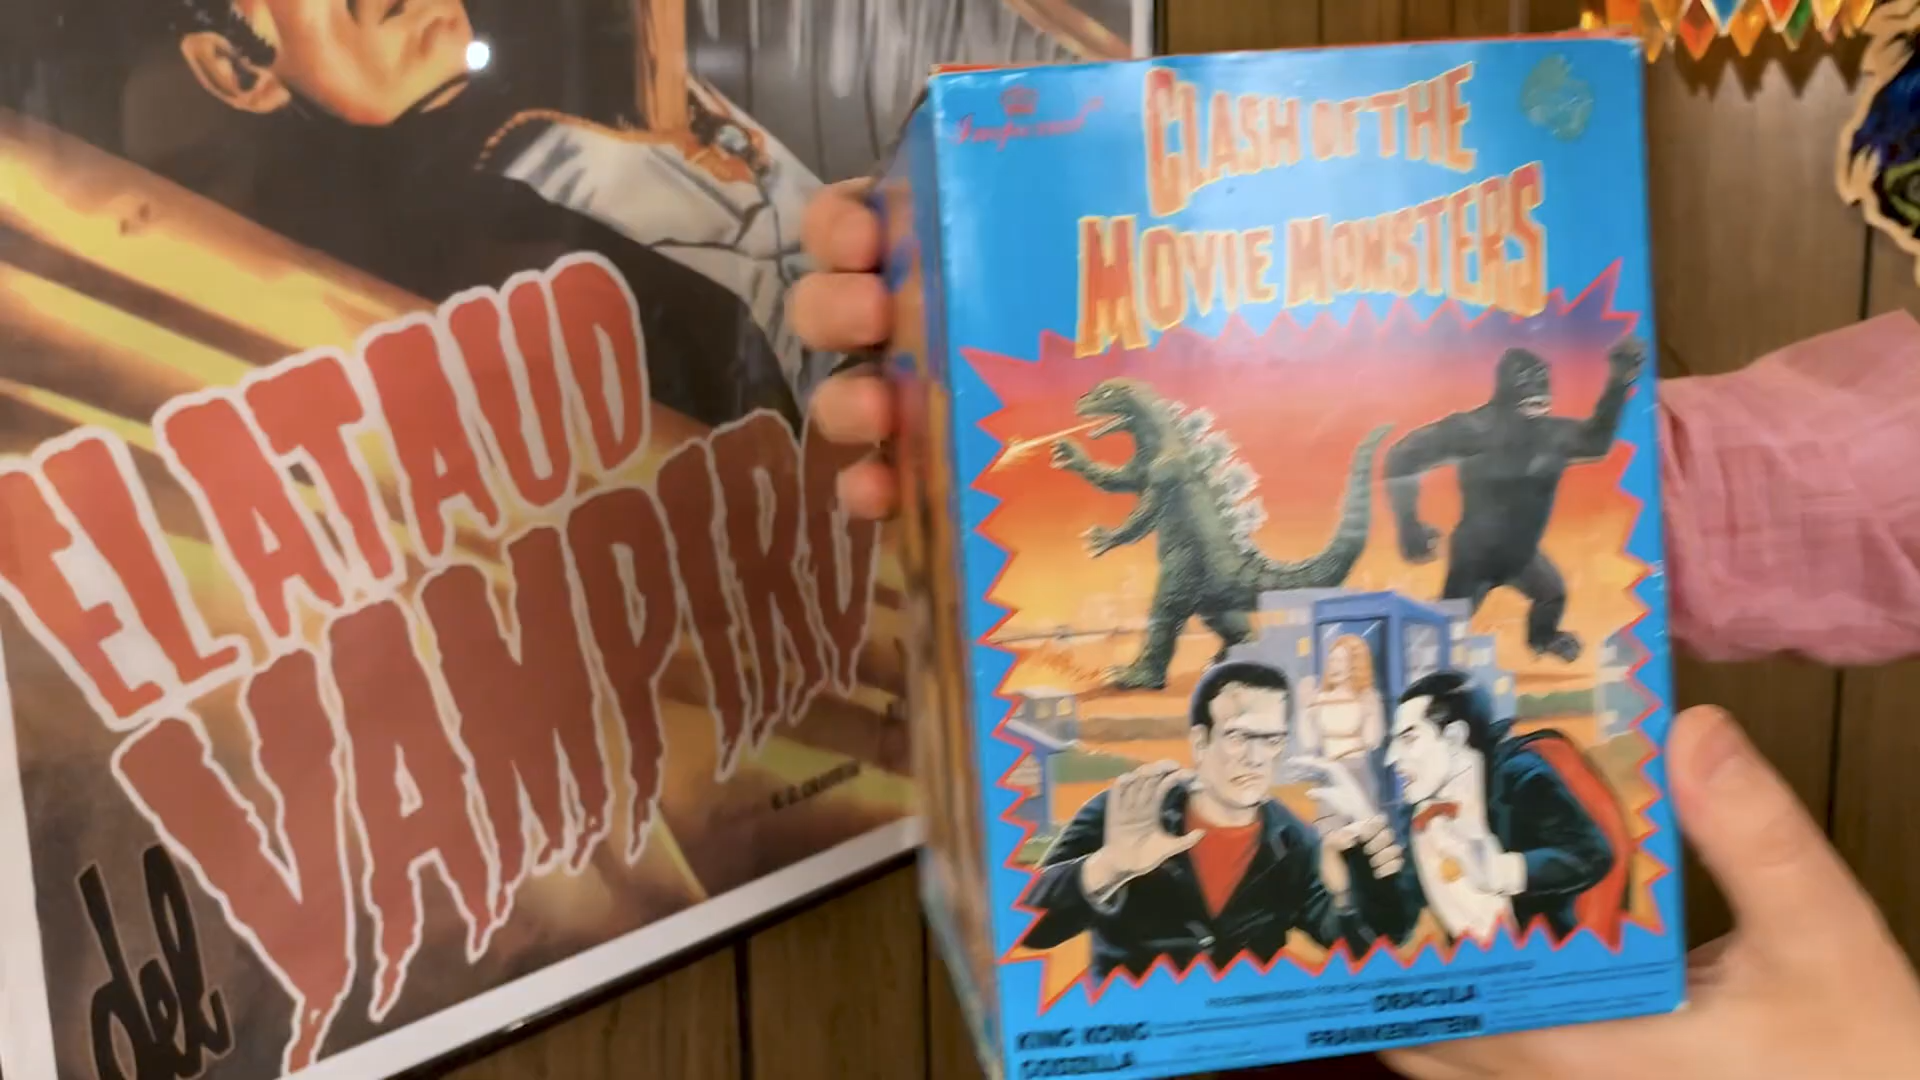 EL ATAUD
del VAMPIRO
Imperial
CLASH OF THE
MOVIE MONSTERS
DRACULA
KING KONG
FRANKENSTEIN
GODZILLA